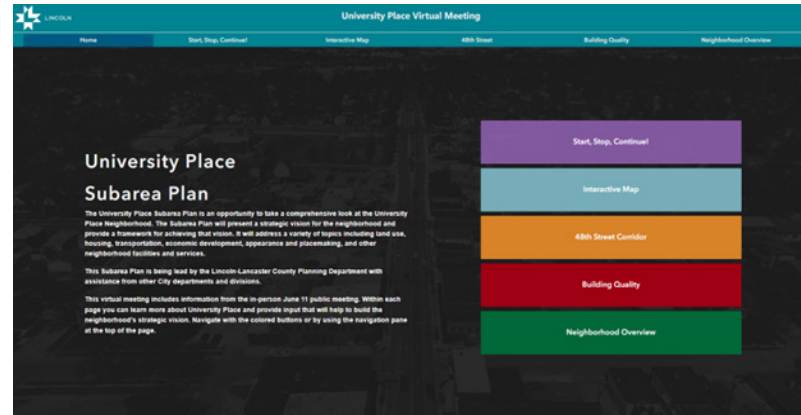 LINCOLN
University Place Virtual Meeting
Home
Start, Stop, Continue!
Interactive Map
48th Street
Building Quality
Neighborhood Overview
University Place
Subarea Plan
The University Place Subarea Plan is an opportunity to take a comprehensive look at the University
Place Neighborhood. The Subarea Plan will present a strategic vision for the neighborhood and
provide a framework for achieving that vision. It will address a variety of topics including land use,
housing, transportation, economic development, appearance and placemaking, and other
neighborhood facilities and services.
This Subarea Plan is being lead by the Lincoln-Lancaster County Planning Department with
assistance from other City departments and divisions.
This virtual meeting includes information from the in-person June 11 public meeting. Within each
page you can learn more about University Place and provide input that will help to build the
neighborhood's strategic vision. Navigate with the colored buttons or by using the navigation pane
at the top of the page.
Start, Stop, Continue!
Interactive Map
48th Street Corridor
Building Quality
Neighborhood Overview